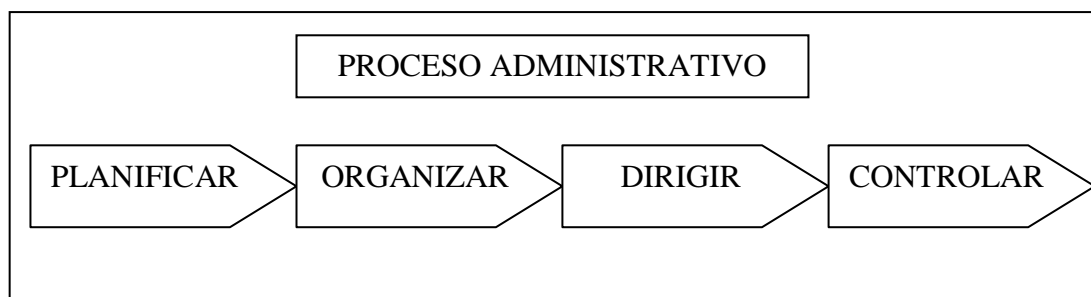 PROCESO ADMINISTRATIVO
PLANIFICAR ORGANIZAR DIRIGIR CONTROLAR